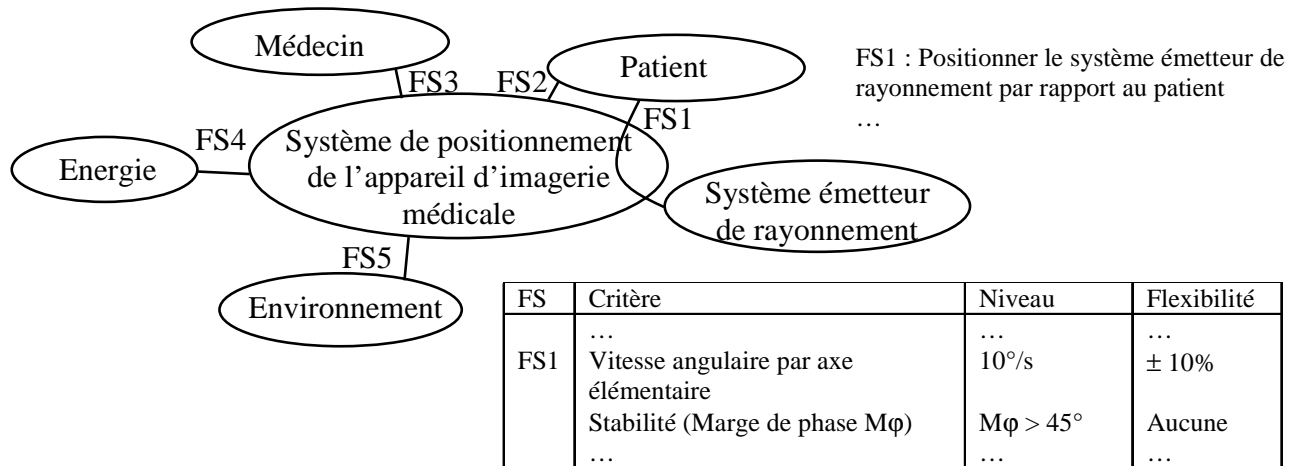 Médecin
Patient
FS3
FS2
FS1
FS4
Energie
Système de positionnement
de l’appareil d’imagerie
médicale
Système émetteur
de rayonnement
FS5
Environnement
FS1 : Positionner le système émetteur de
rayonnement par rapport au patient
…
FS Critère Niveau Flexibilité
… … …
FS1 Vitesse angulaire par axe 10°/s ± 10%
élémentaire
Stabilité (Marge de phase Mφ) Mφ > 45° Aucune
… … …